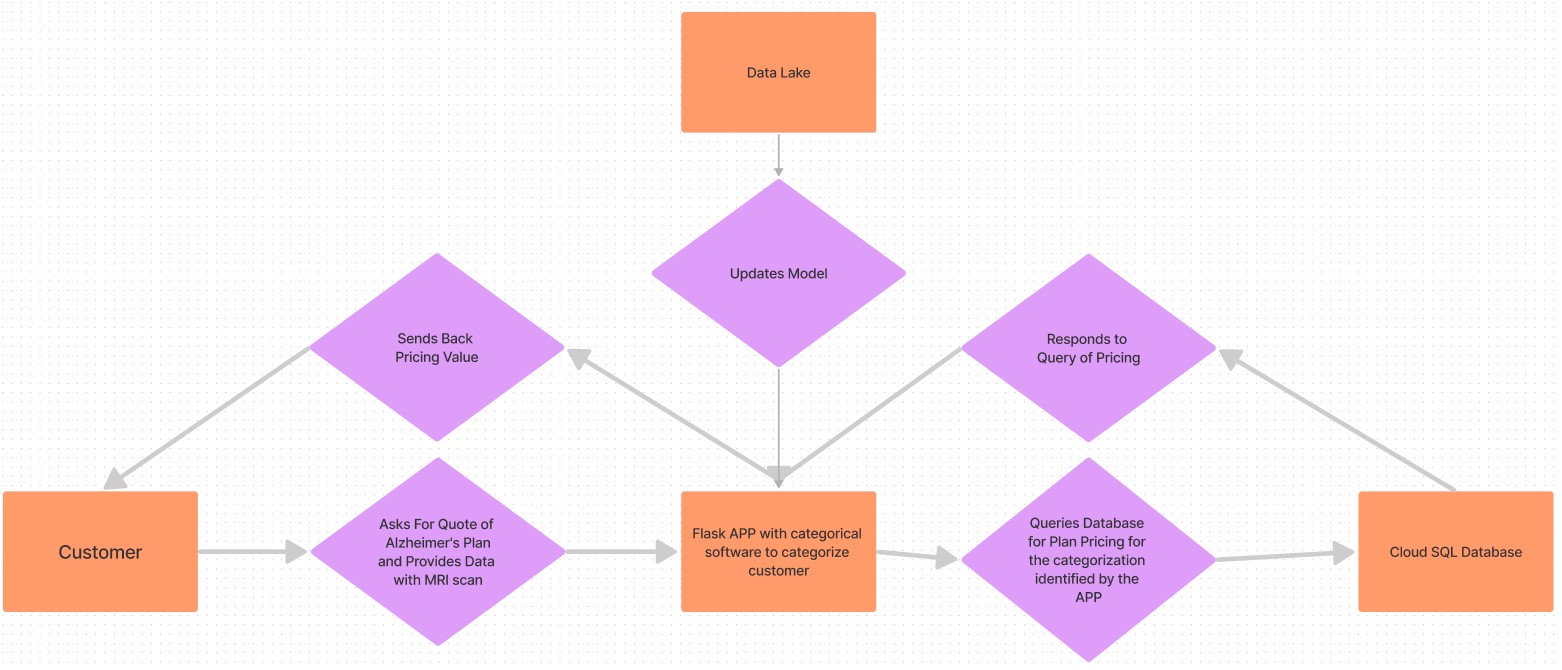 Data Lake
Updates Model
Sends Back
Pricing Value
Responds to
Query of Pricing
Customer
Asks For Quote of
Alzheimer's Plan
and Provides Data
with MRI scan
Flask APP with categorical
software to categorize
customer
Queries Database
for Plan Pricing for
the categorization
identified by the
APP
Cloud SQL Database